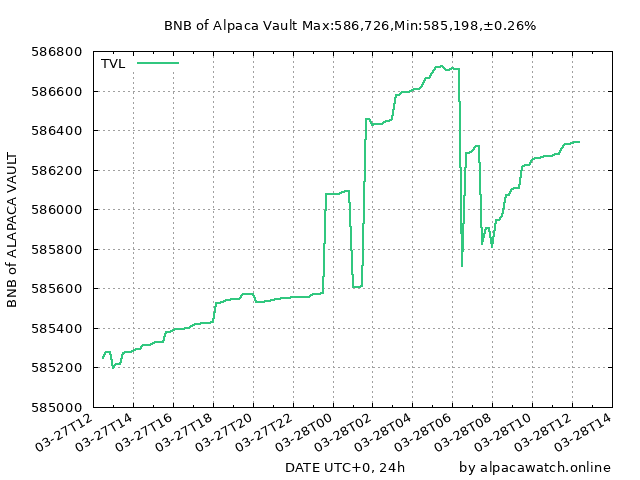 BNB of Alpaca Vault Max:586,726,Min:585,198,±0.26%
586800
586600
586400
586200
586000
585800
585600
585400
585200
585000
BNB of ALAPACA VAULT
TVL
03-27T12
03-27T14
03-27T16
03-27T18
03-27T20
03-27T22
03-28T00
03-28T02
03-28T04
03-28T06
03-28T08
03-28T10
03-28T12
03-28T14
DATE UTC+0, 24h
by alpacawatch.online